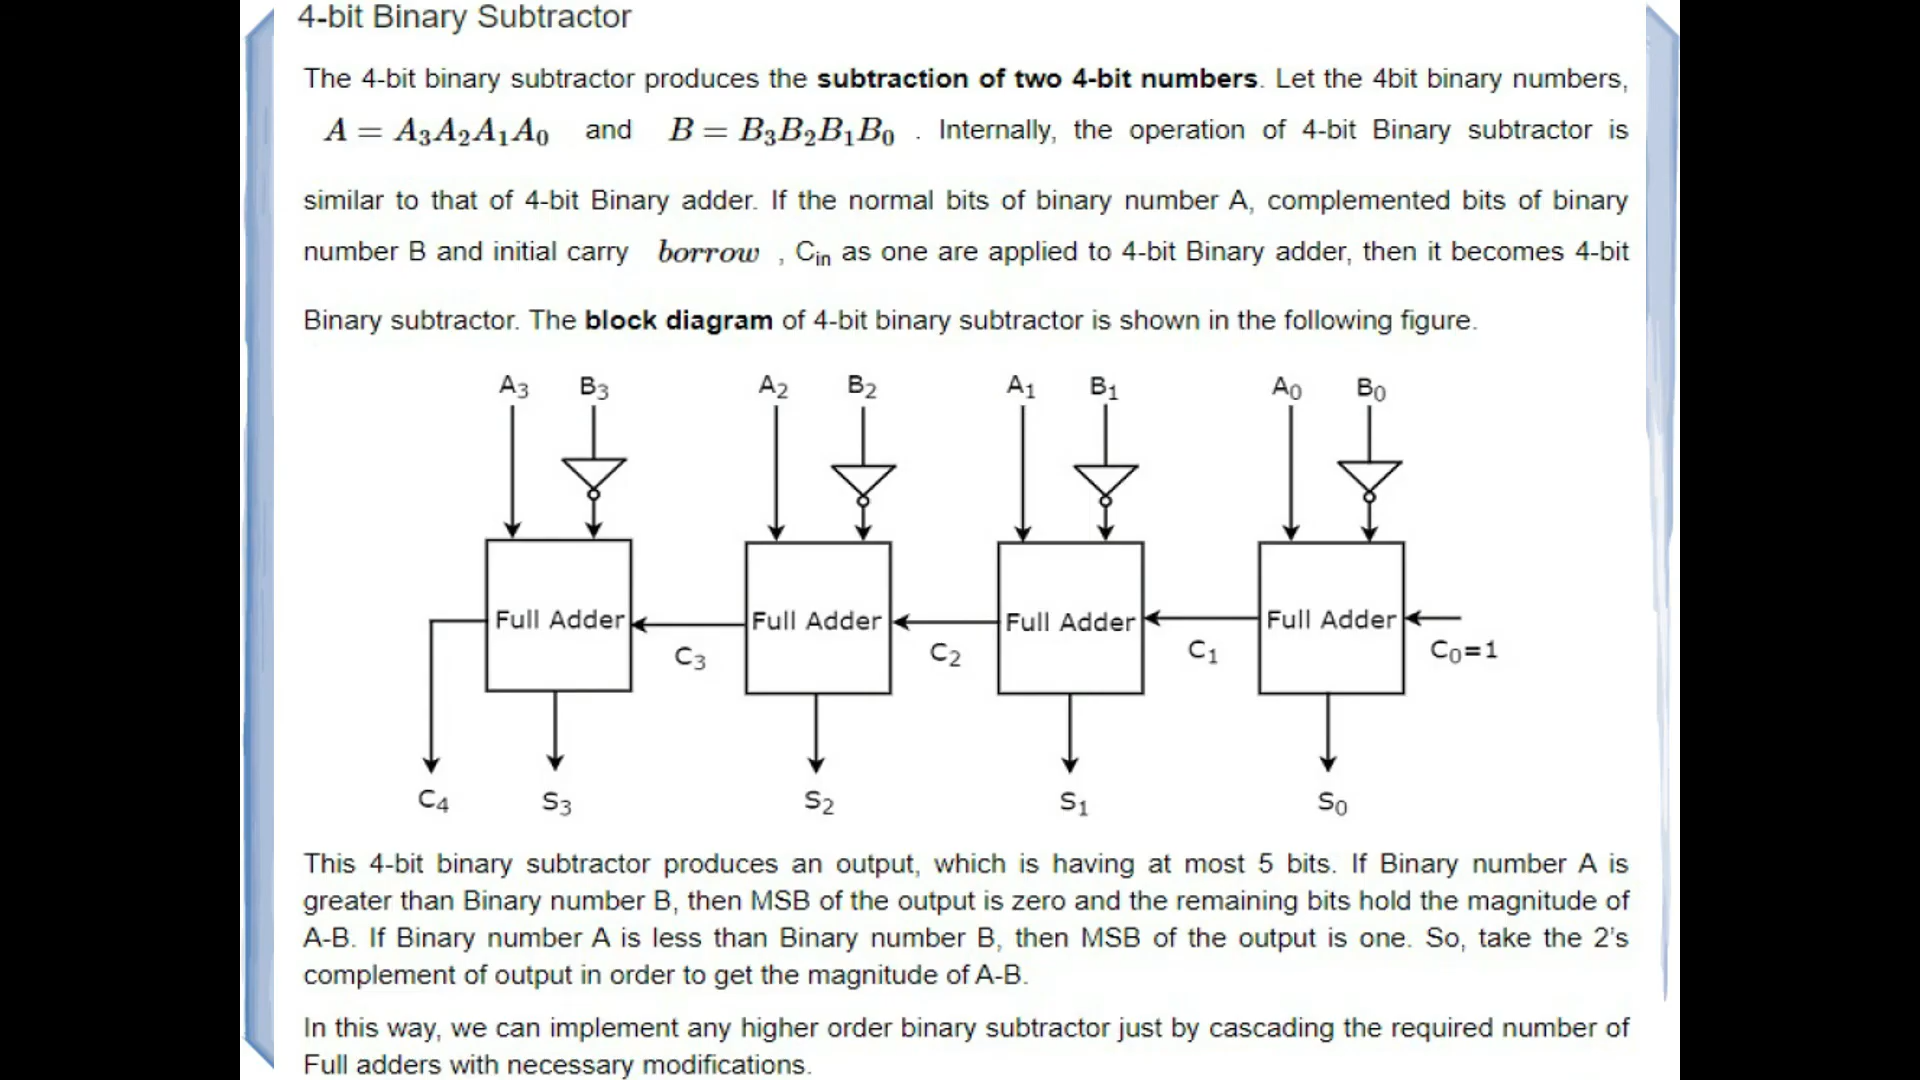 4-bit Binary Subtractor
The 4-bit binary subtractor produces the subtraction of two 4-bit numbers. Let the 4bit binary numbers,
A = A₃A₂A₁A₀ and B = B₃B₂B₁B₀ . Internally, the operation of 4-bit Binary subtractor is
similar to that of 4-bit Binary adder. If the normal bits of binary number A, complemented bits of binary
number B and initial carry borrow , Cin as one are applied to 4-bit Binary adder, then it becomes 4-bit
Binary subtractor. The block diagram of 4-bit binary subtractor is shown in the following figure.
A₃ B₃ A₂ B₂ A₁ B₁ A₀ B₀
Full Adder Full Adder Full Adder Full Adder
C₃ C₂ C₁ C₀=1
C₄ S₃ S₂ S₁ S₀
This 4-bit binary subtractor produces an output, which is having at most 5 bits. If Binary number A is
greater than Binary number B, then MSB of the output is zero and the remaining bits hold the magnitude of
A-B. If Binary number A is less than Binary number B, then MSB of the output is one. So, take the 2's
complement of output in order to get the magnitude of A-B.
In this way, we can implement any higher order binary subtractor just by cascading the required number of
Full adders with necessary modifications.